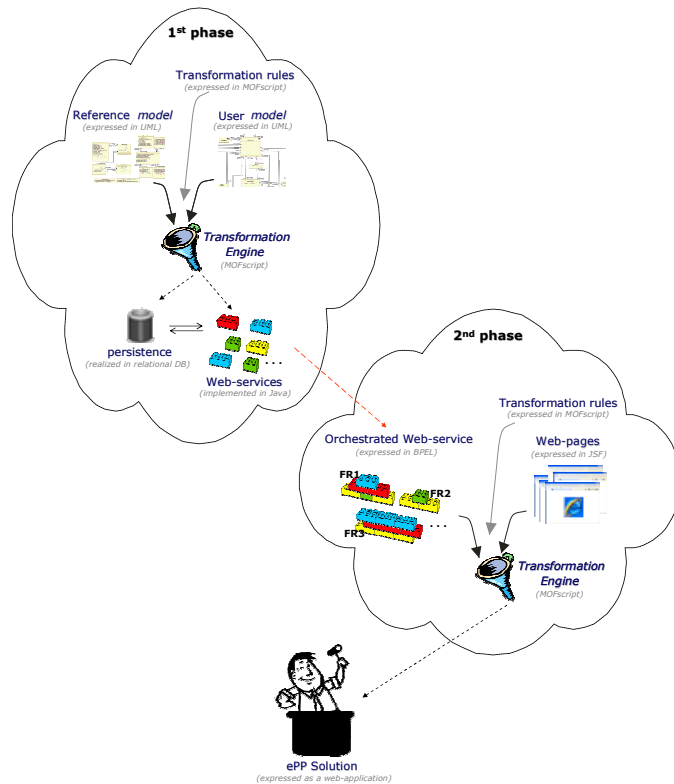 1st phase
Transformation rules
(expressed in MOFscript)
Reference model
(expressed in UML)
User model
(expressed in UML)
Transformation
Engine
(MOFscript)
persistence
(realized in relational DB)
Web-services
(implemented in Java)
...
2nd phase
Transformation rules
(expressed in MOFscript)
Orchestrated Web-service
(expressed in BPEL)
Web-pages
(expressed in JSF)
FR1
FR2
FR3
...
Transformation
Engine
(MOFscript)
ePP Solution
(expressed as a web-application)